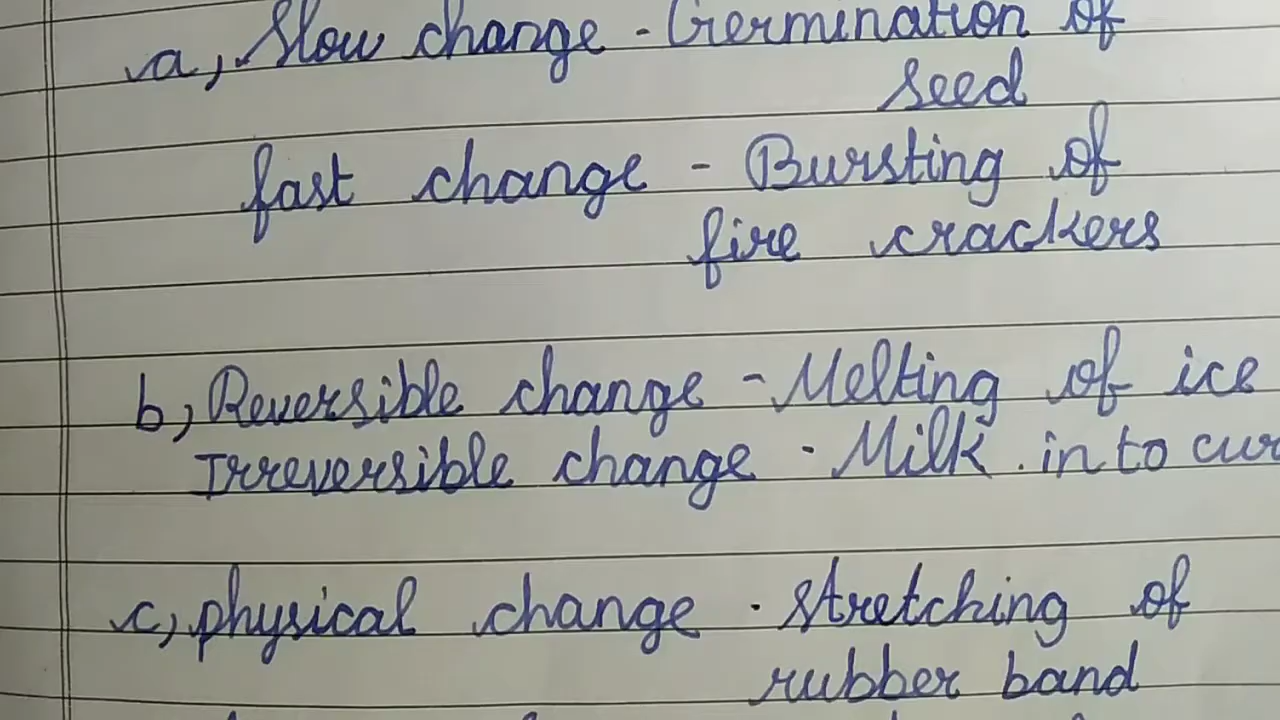 a, Slow change - Germination of
seed
fast change - Bursting of
fire crackers
b, Reversible change - Melting of ice
Irreversible change - Milk into cur
c, physical change - stretching of
rubber band